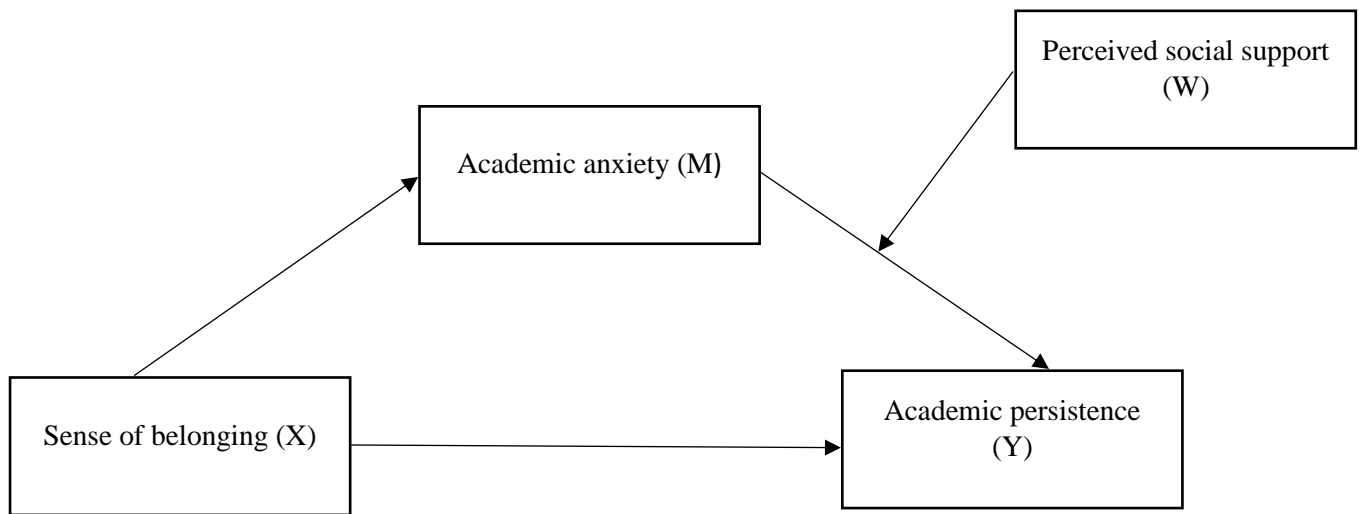 Perceived social support
(W)
Academic anxiety (M)
Sense of belonging (X)
Academic persistence
(Y)